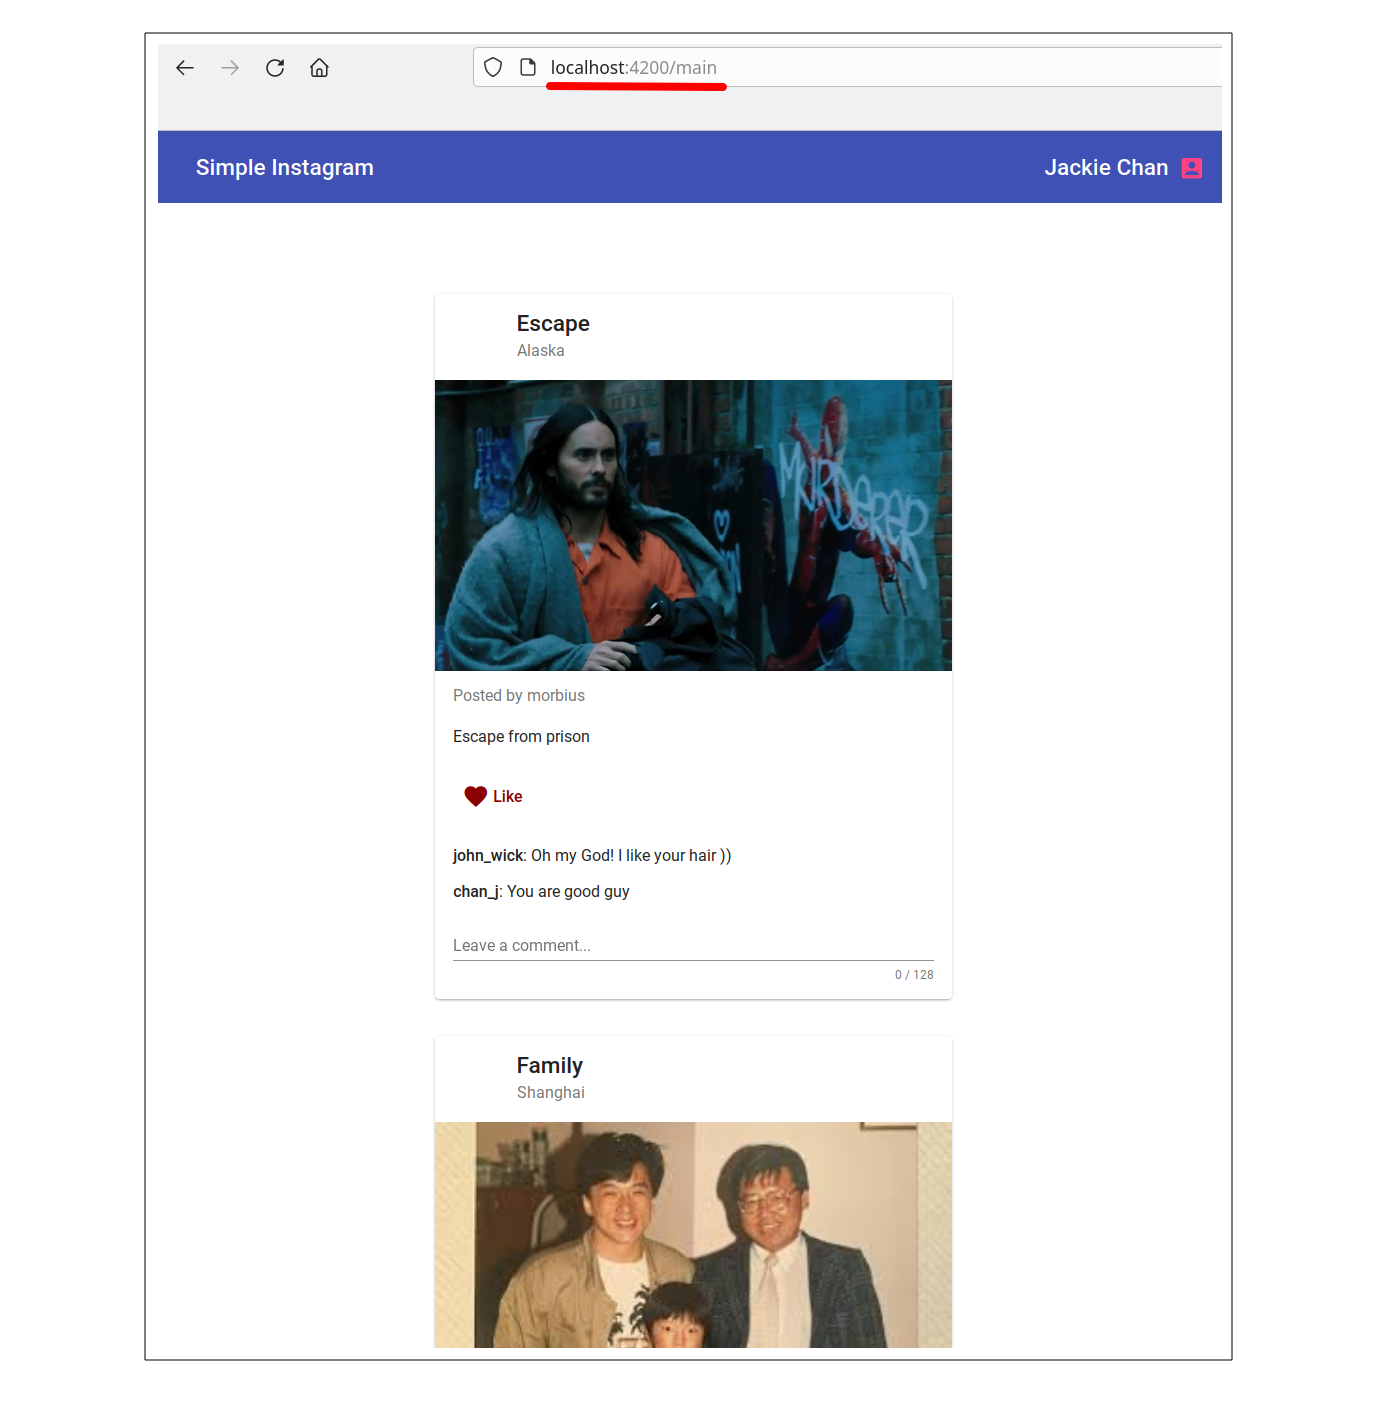 localhost:4200/main
Simple Instagram
Jackie Chan
Escape
Alaska
MURDERER
Posted by morbius
Escape from prison
Like
john_wick: Oh my God! I like your hair ))
chan_j: You are good guy
Leave a comment...
0 / 128
Family
Shanghai